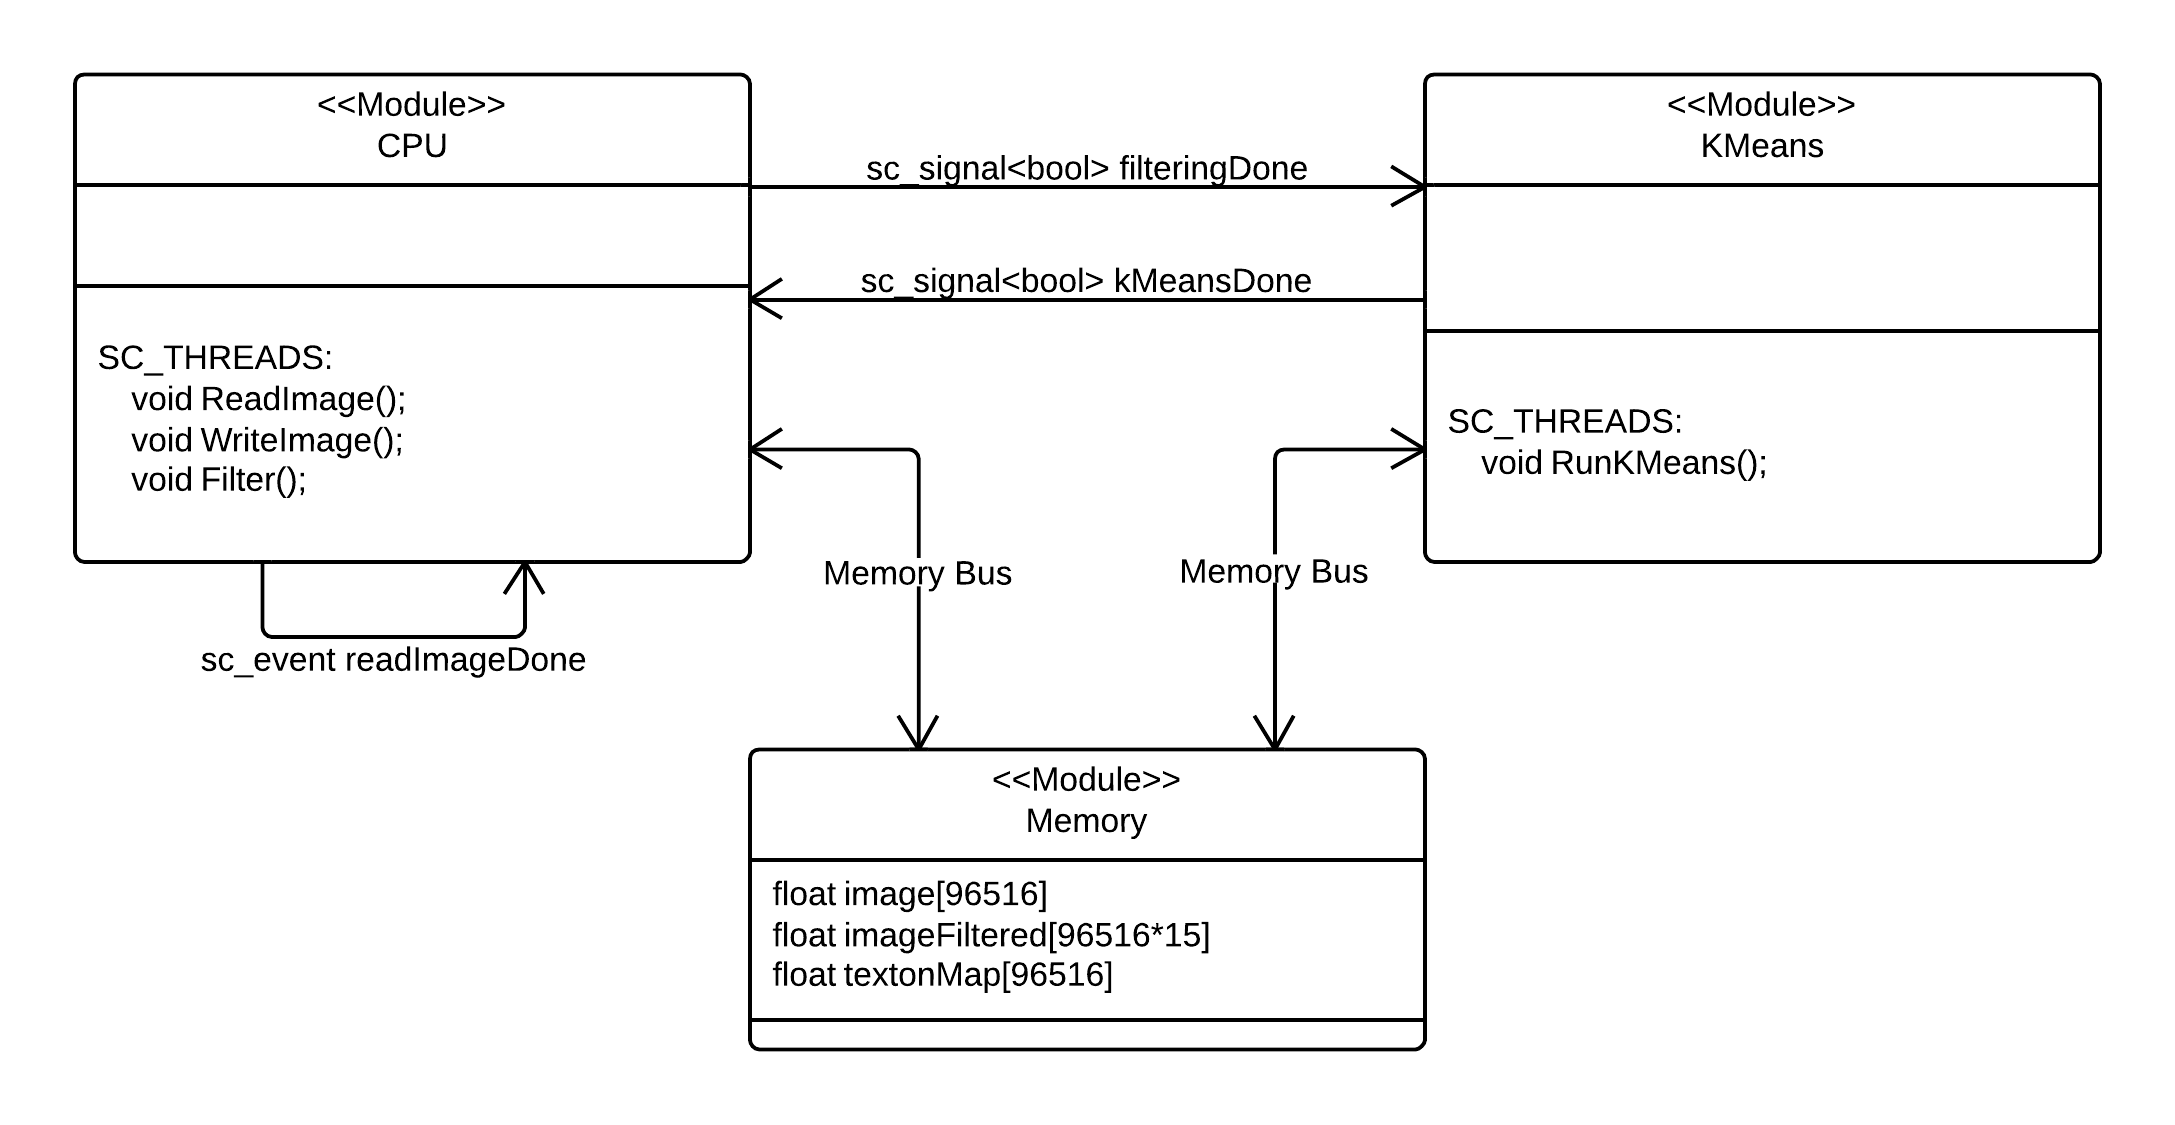 <<Module>>
CPU
SC_THREADS:
void ReadImage();
void WriteImage();
void Filter();
sc_event readImageDone
sc_signal<bool> filteringDone
sc_signal<bool> kMeansDone
<<Module>>
KMeans
SC_THREADS:
void RunKMeans();
Memory Bus
Memory Bus
<<Module>>
Memory
float image[96516]
float imageFiltered[96516*15]
float textonMap[96516]